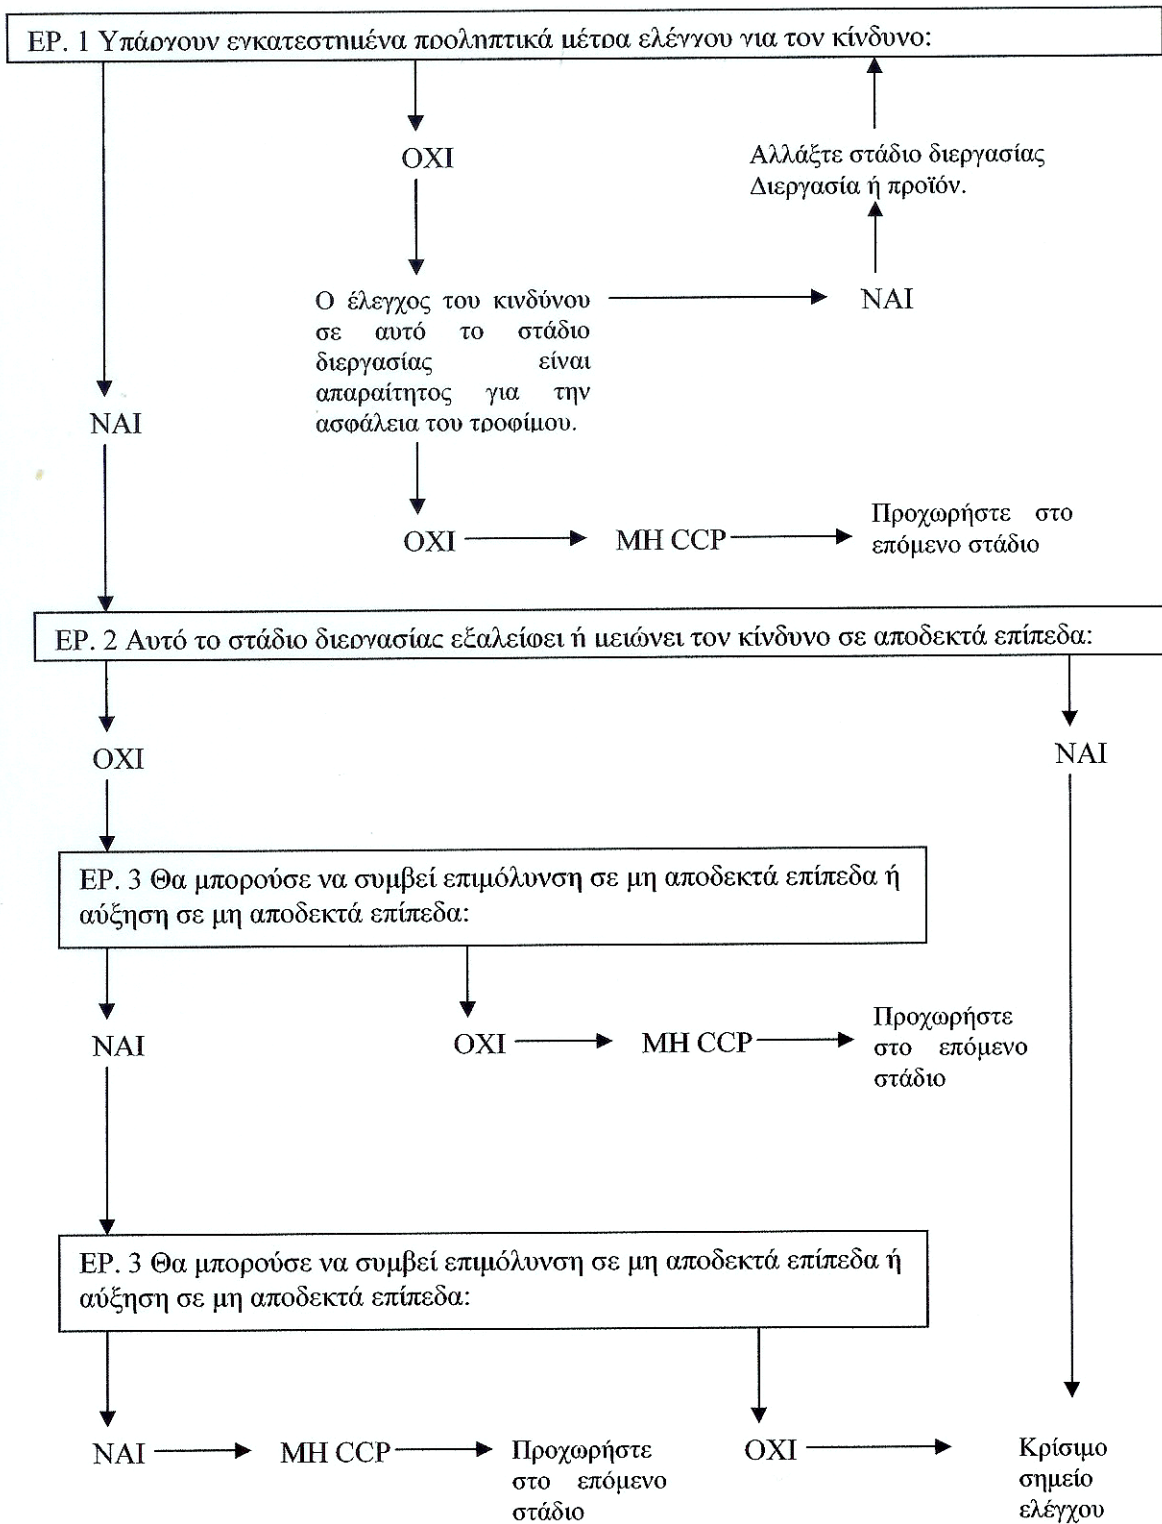 ΕΡ. 1 Υπάρχουν εγκατεστημένα προληπτικά μέτρα ελέγχου για τον κίνδυνο:
ΟΧΙ
Αλλάξτε στάδιο διεργασίας
Διεργασία ή προϊόν.
Ο έλεγχος του κινδύνου
σε αυτό το στάδιο
διεργασίας είναι
απαραίτητος για την
ασφάλεια του τροφίμου.
ΝΑΙ
ΝΑΙ
ΟΧΙ
ΜΗ CCP
Προχωρήστε στο
επόμενο στάδιο
ΕΡ. 2 Αυτό το στάδιο διεργασίας εξαλείφει ή μειώνει τον κίνδυνο σε αποδεκτά επίπεδα:
ΟΧΙ
ΝΑΙ
ΕΡ. 3 Θα μπορούσε να συμβεί επιμόλυνση σε μη αποδεκτά επίπεδα ή
αύξηση σε μη αποδεκτά επίπεδα:
ΝΑΙ
ΟΧΙ
ΜΗ CCP
Προχωρήστε
στο επόμενο
στάδιο
ΕΡ. 3 Θα μπορούσε να συμβεί επιμόλυνση σε μη αποδεκτά επίπεδα ή
αύξηση σε μη αποδεκτά επίπεδα:
ΝΑΙ
ΜΗ CCP
Προχωρήστε
στο επόμενο
στάδιο
ΟΧΙ
Κρίσιμο
σημείο
ελέγχου